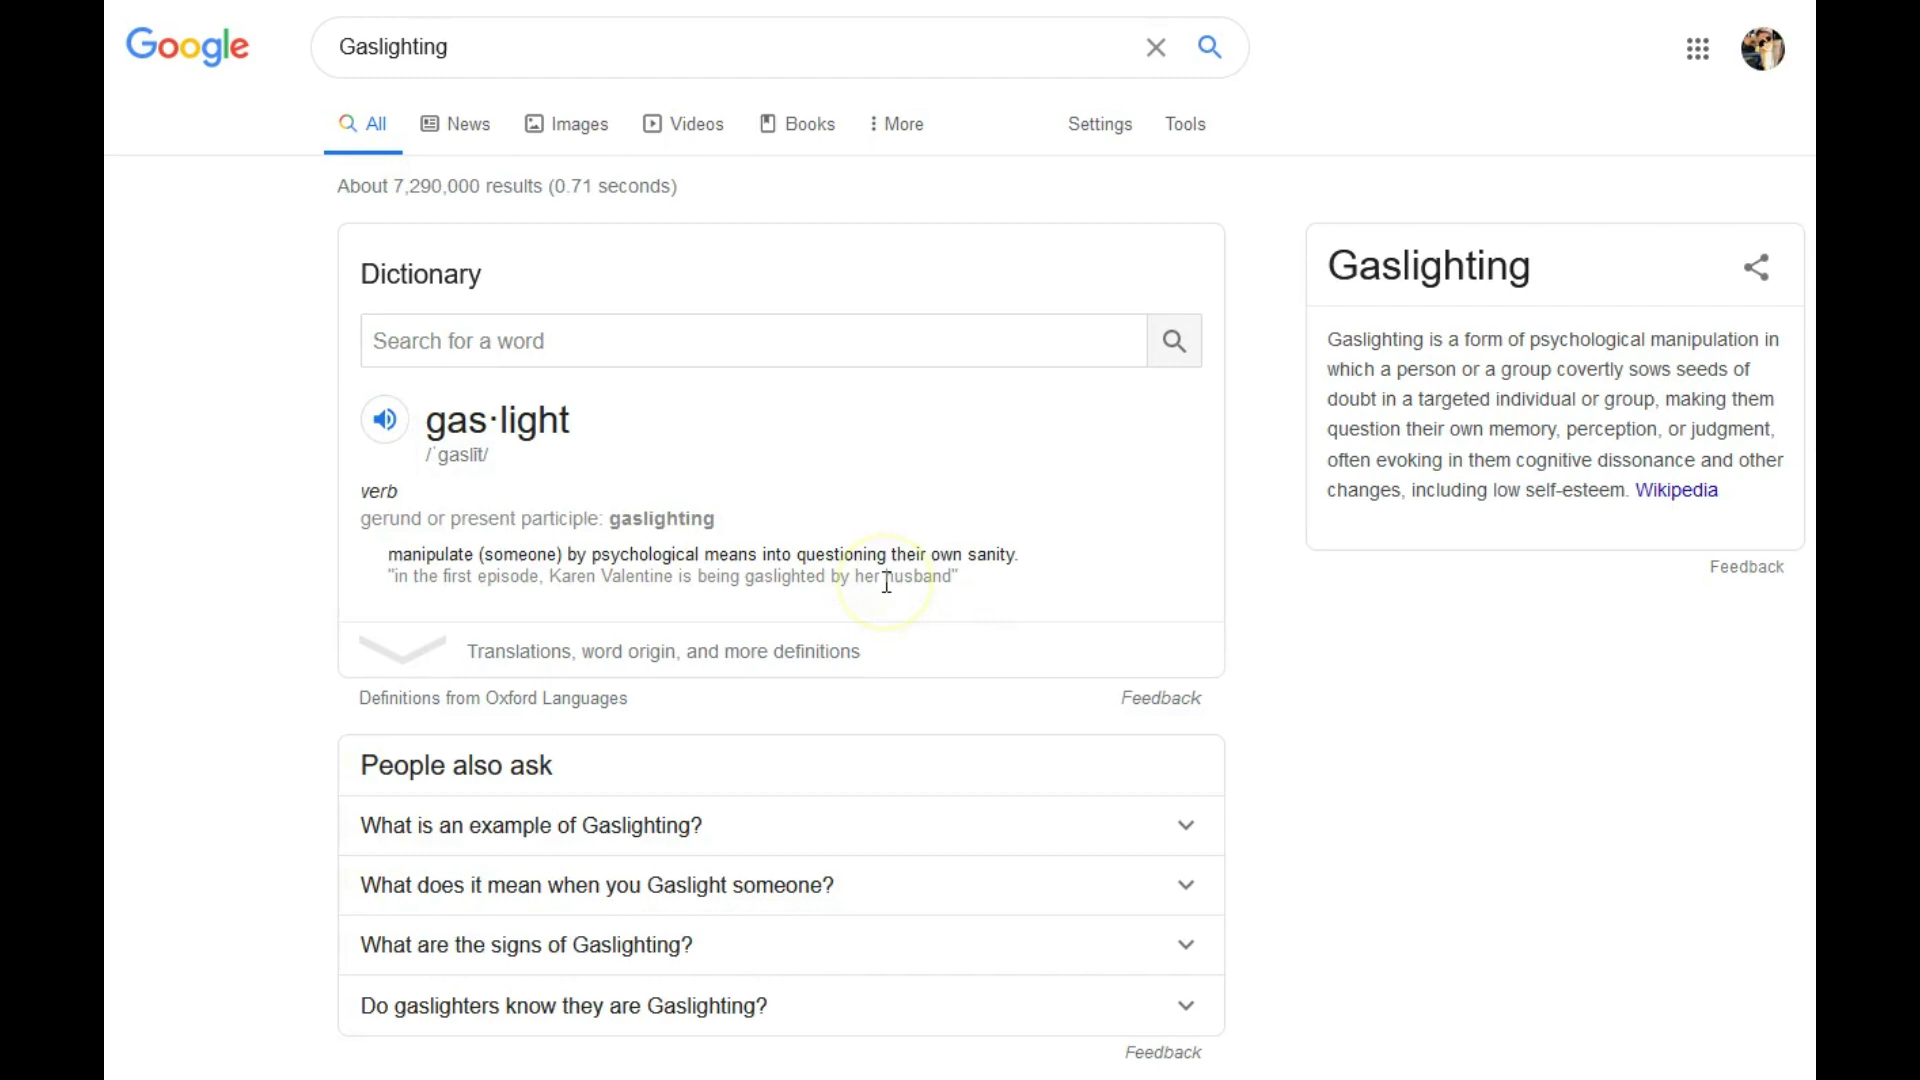 Google
Gaslighting
All
News
Images
Videos
Books
More
Settings
Tools
About 7,290,000 results (0.71 seconds)
Dictionary
Search for a word
gas·light
/ˈɡaslīt/
verb
gerund or present participle: gaslighting
manipulate (someone) by psychological means into questioning their own sanity.
"in the first episode, Karen Valentine is being gaslighted by her husband"
Translations, word origin, and more definitions
Definitions from Oxford Languages
Feedback
People also ask
What is an example of Gaslighting?
What does it mean when you Gaslight someone?
What are the signs of Gaslighting?
Do gaslighters know they are Gaslighting?
Feedback
Gaslighting
Gaslighting is a form of psychological manipulation in
which a person or a group covertly sows seeds of
doubt in a targeted individual or group, making them
question their own memory, perception, or judgment,
often evoking in them cognitive dissonance and other
changes, including low self-esteem. Wikipedia
Feedback